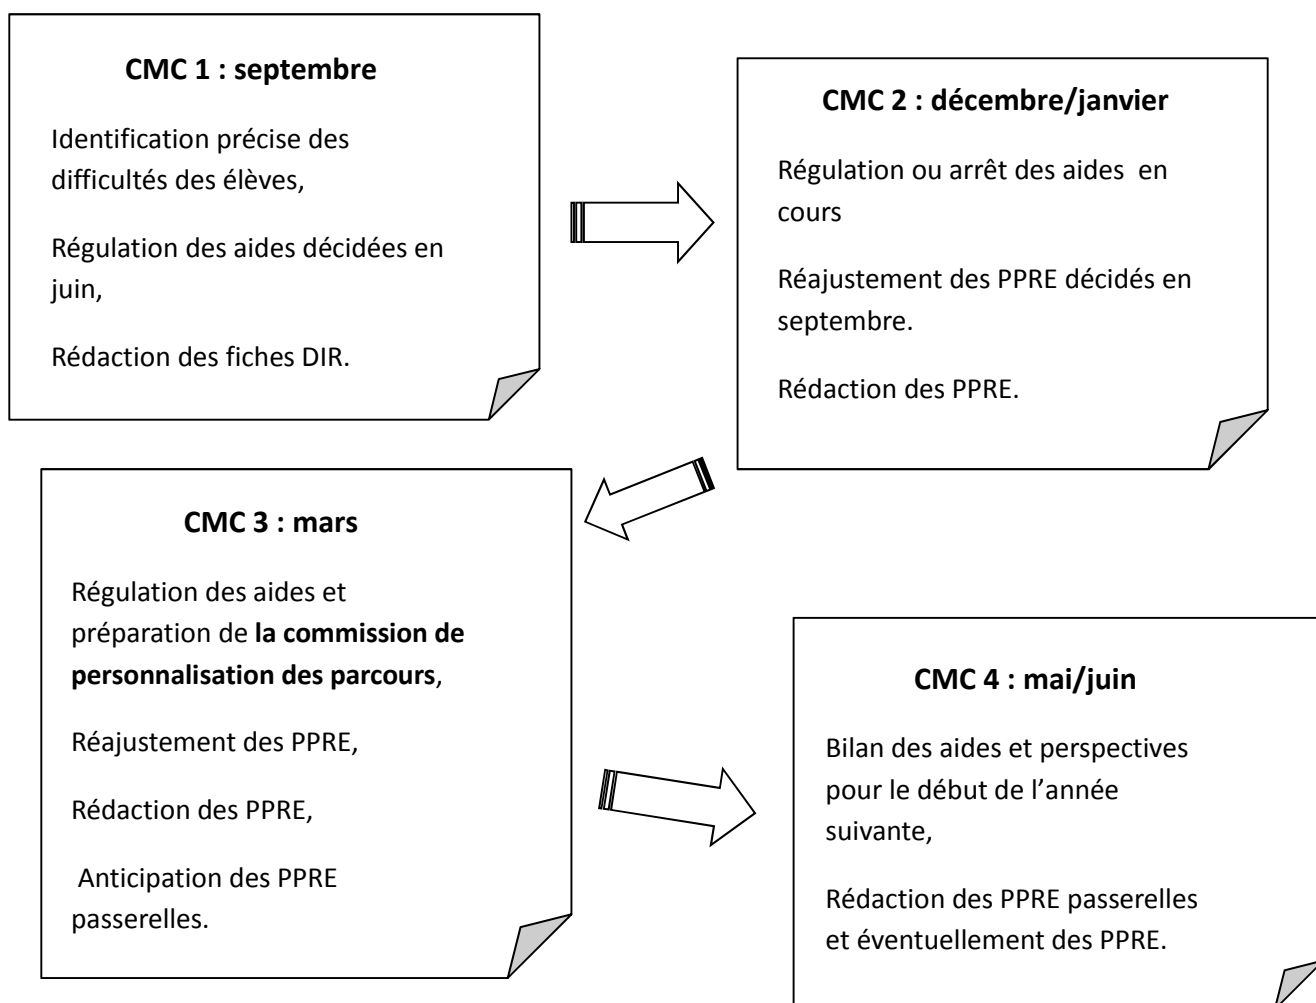 CMC 1 : septembre
Identification précise des
difficultés des élèves,
Régulation des aides décidées en
juin,
Rédaction des fiches DIR.
CMC 2 : décembre/janvier
Régulation ou arrêt des aides  en
cours
Réajustement des PPRE décidés en
septembre.
Rédaction des PPRE.
CMC 3 : mars
Régulation des aides et
préparation de la commission de
personnalisation des parcours,
Réajustement des PPRE,
Rédaction des PPRE,
Anticipation des PPRE
passerelles.
CMC 4 : mai/juin
Bilan des aides et perspectives
pour le début de l’année
suivante,
Rédaction des PPRE passerelles
et éventuellement des PPRE.